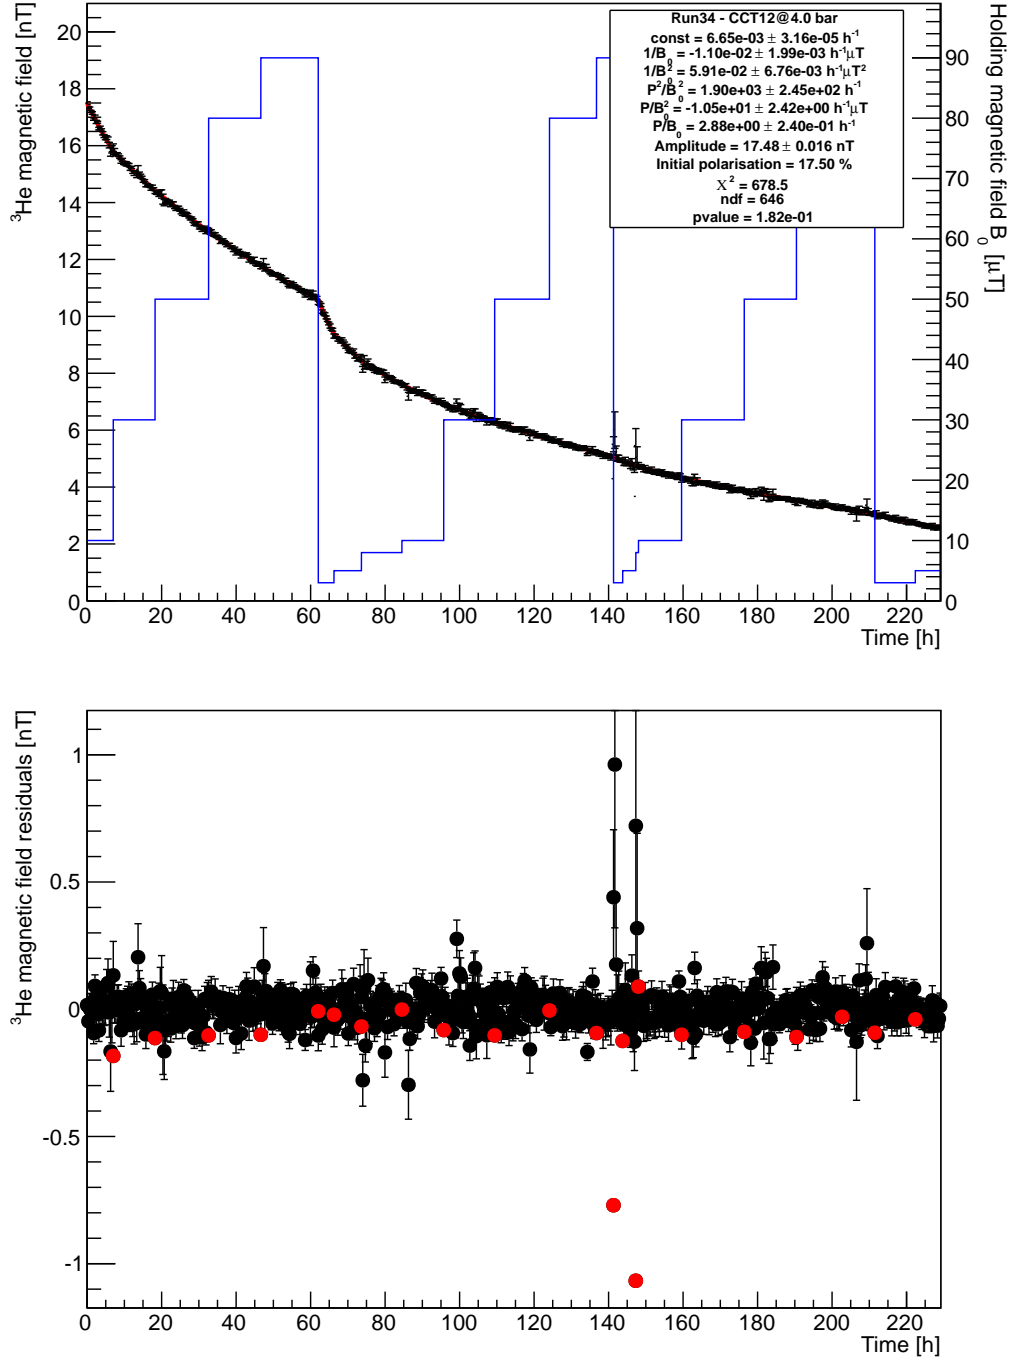 Run34 - CCT12@4.0 bar
const = 6.65e-03 ± 3.16e-05 h⁻¹
1/B₀ = -1.10e-02 ± 1.99e-03 h⁻¹μT
1/B₀² = 5.91e-02 ± 6.76e-03 h⁻¹μT²
P²/B₀² = 1.90e+03 ± 2.45e+02 h⁻¹
P/B₀² = -1.05e+01 ± 2.42e+00 h⁻¹μT
P/B₀ = 2.88e+00 ± 2.40e-01 h⁻¹
Amplitude = 17.48 ± 0.016 nT
Initial polarisation = 17.50 %
Χ² = 678.5
ndf = 646
pvalue = 1.82e-01
³He magnetic field [nT]
20
18
16
14
12
10
8
6
4
2
0
Holding magnetic field B₀ [μT]
90
80
70
60
50
40
30
20
10
0
0 20 40 60 80 100 120 140 160 180 200 220
Time [h]
³He magnetic field residuals [nT]
1
0.5
0
-0.5
-1
0 20 40 60 80 100 120 140 160 180 200 220
Time [h]